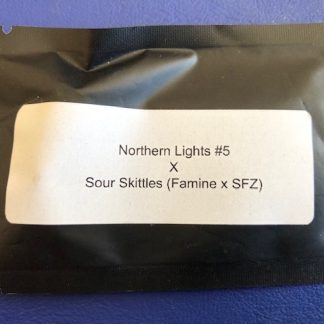 Northern Lights #5
X
Sour Skittles (Famine x SFZ)